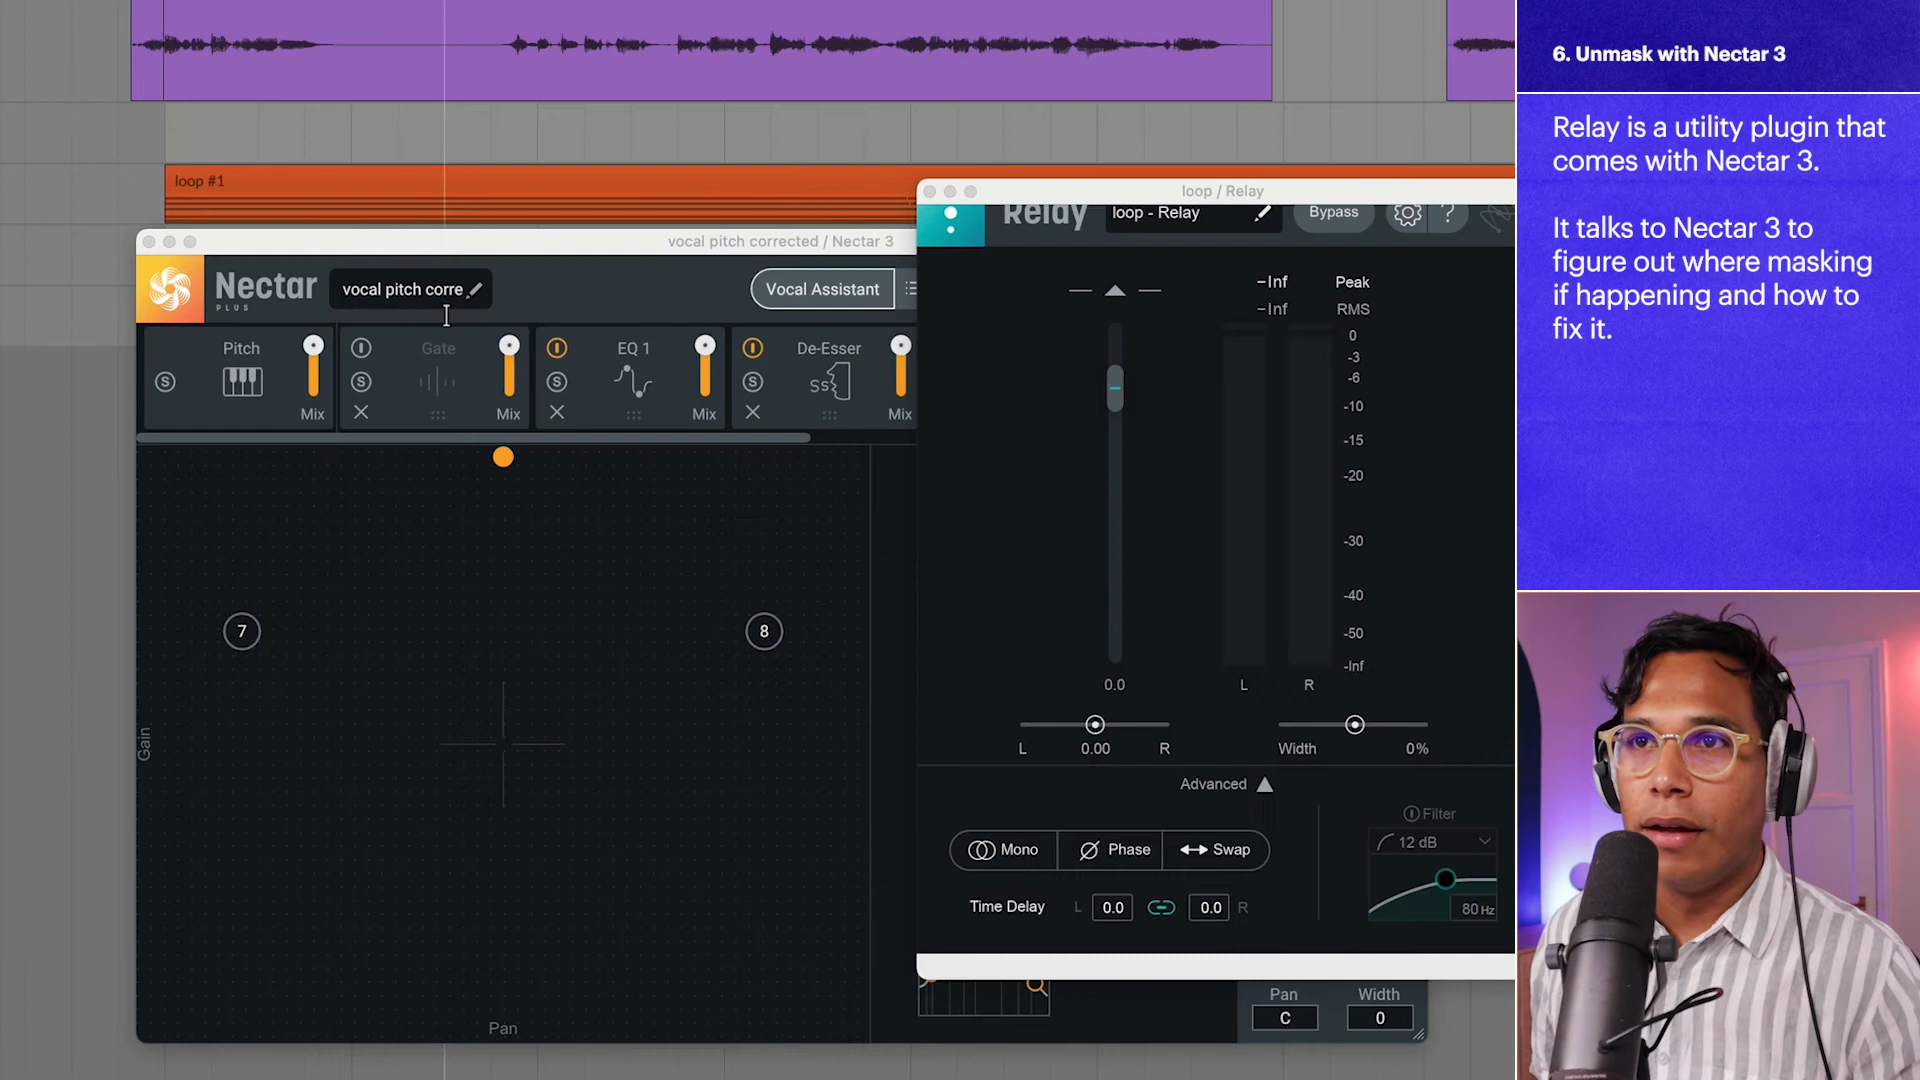 6. Unmask with Nectar 3
Relay is a utility plugin that
comes with Nectar 3.
It talks to Nectar 3 to
figure out where masking
if happening and how to
fix it.
loop #1
loop / Relay
Relay
loop - Relay
Bypass
?
vocal pitch corrected / Nectar 3
Nectar
PLUS
vocal pitch corre
Vocal Assistant
Pitch
S
Mix
Gate
S
Mix
EQ 1
S
Mix
De-Esser
S
Ss
Mix
7
8
Gain
Pan
-Inf Peak
-Inf RMS
0
-3
-6
-10
-15
-20
-30
-40
-50
-Inf
0.0
L R
L 0.00 R
Width 0%
Advanced
Filter
12 dB
80 Hz
Mono
Phase
Swap
Time Delay L 0.0 0.0 R
Pan Width
C 0